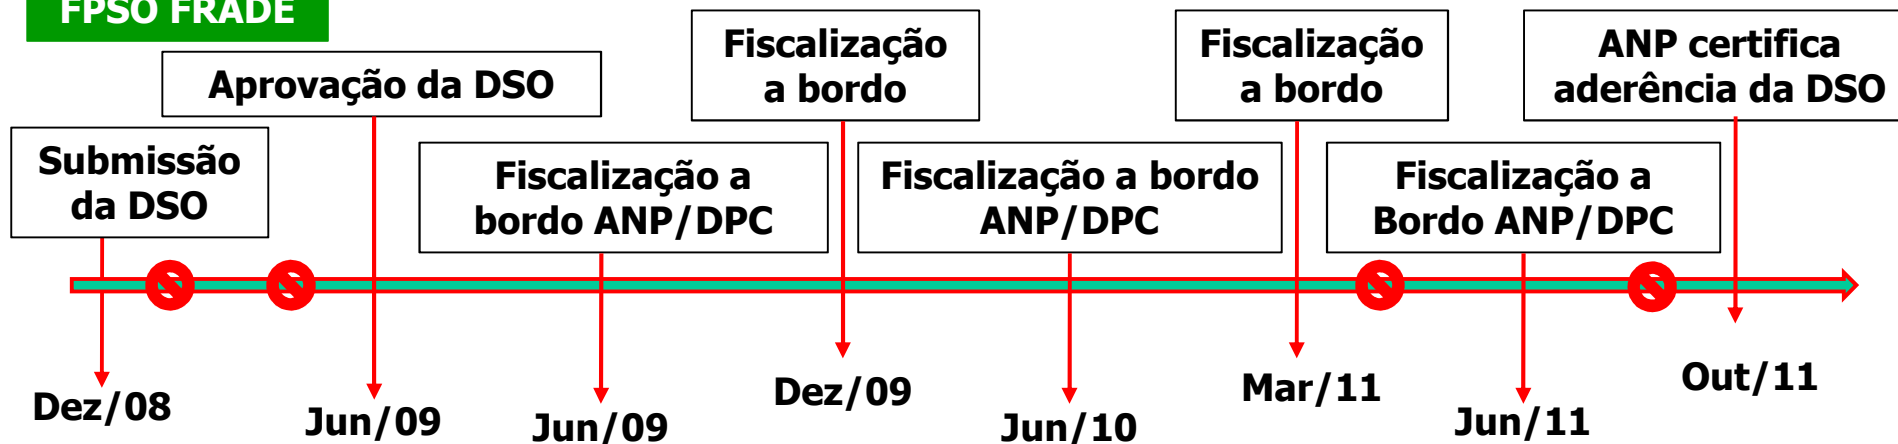 FPSO FRADE
Submissão
da DSO
Dez/08
Aprovação da DSO
Jun/09
Fiscalização a
bordo ANP/DPC
Jun/09
Fiscalização
a bordo
Dez/09
Fiscalização a bordo
ANP/DPC
Jun/10
Fiscalização
a bordo
Mar/11
Fiscalização a
Bordo ANP/DPC
Jun/11
ANP certifica
aderência da DSO
Out/11